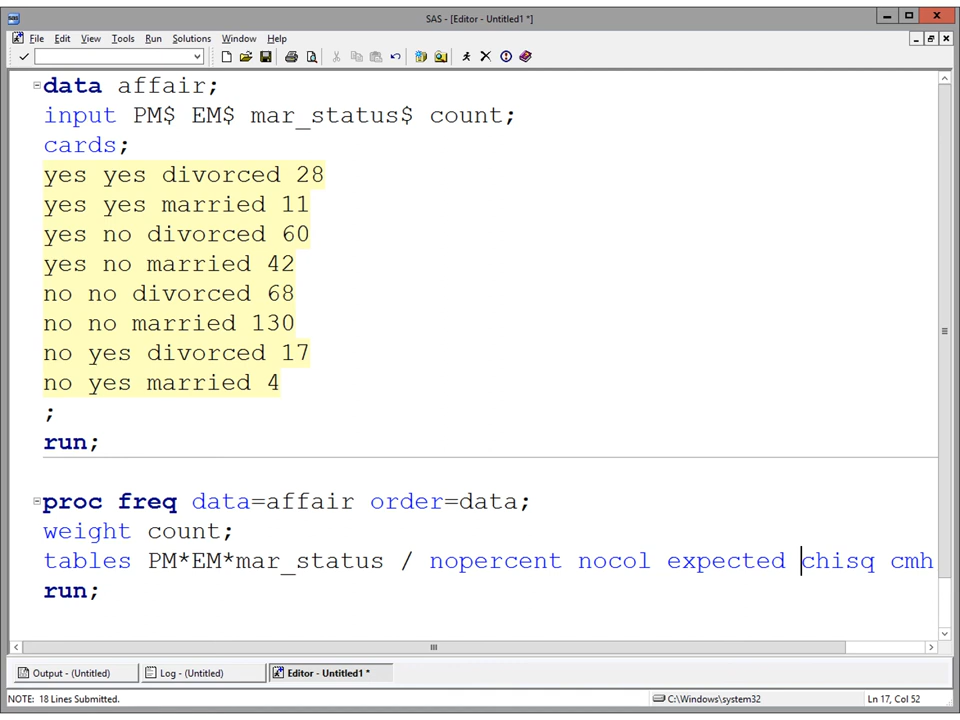 SAS - [Editor - Untitled1 *]
File Edit View Tools Run Solutions Window Help
data affair;
input PM$ EM$ mar_status$ count;
cards;
yes yes divorced 28
yes yes married 11
yes no divorced 60
yes no married 42
no no divorced 68
no no married 130
no yes divorced 17
no yes married 4
;
run;
proc freq data=affair order=data;
weight count;
tables PM*EM*mar_status / nopercent nocol expected chisq cmh
run;
Output - (Untitled) Log - (Untitled) Editor - Untitled1 *
NOTE: 18 Lines Submitted. C:\Windows\system32 Ln 17, Col 52